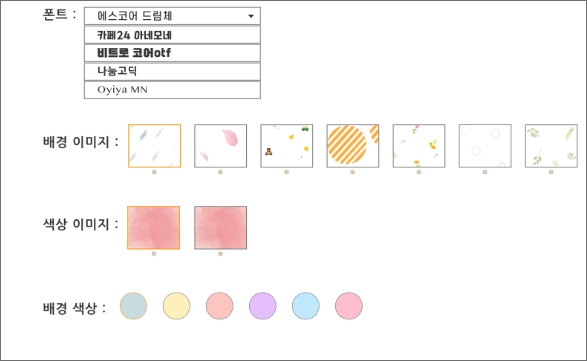 폰트 : 에스코어 드림체
카페24 아네모네
비트로 코어otf
나눔고딕
Oyiya MN
배경 이미지 :
색상 이미지 :
배경 색상 :